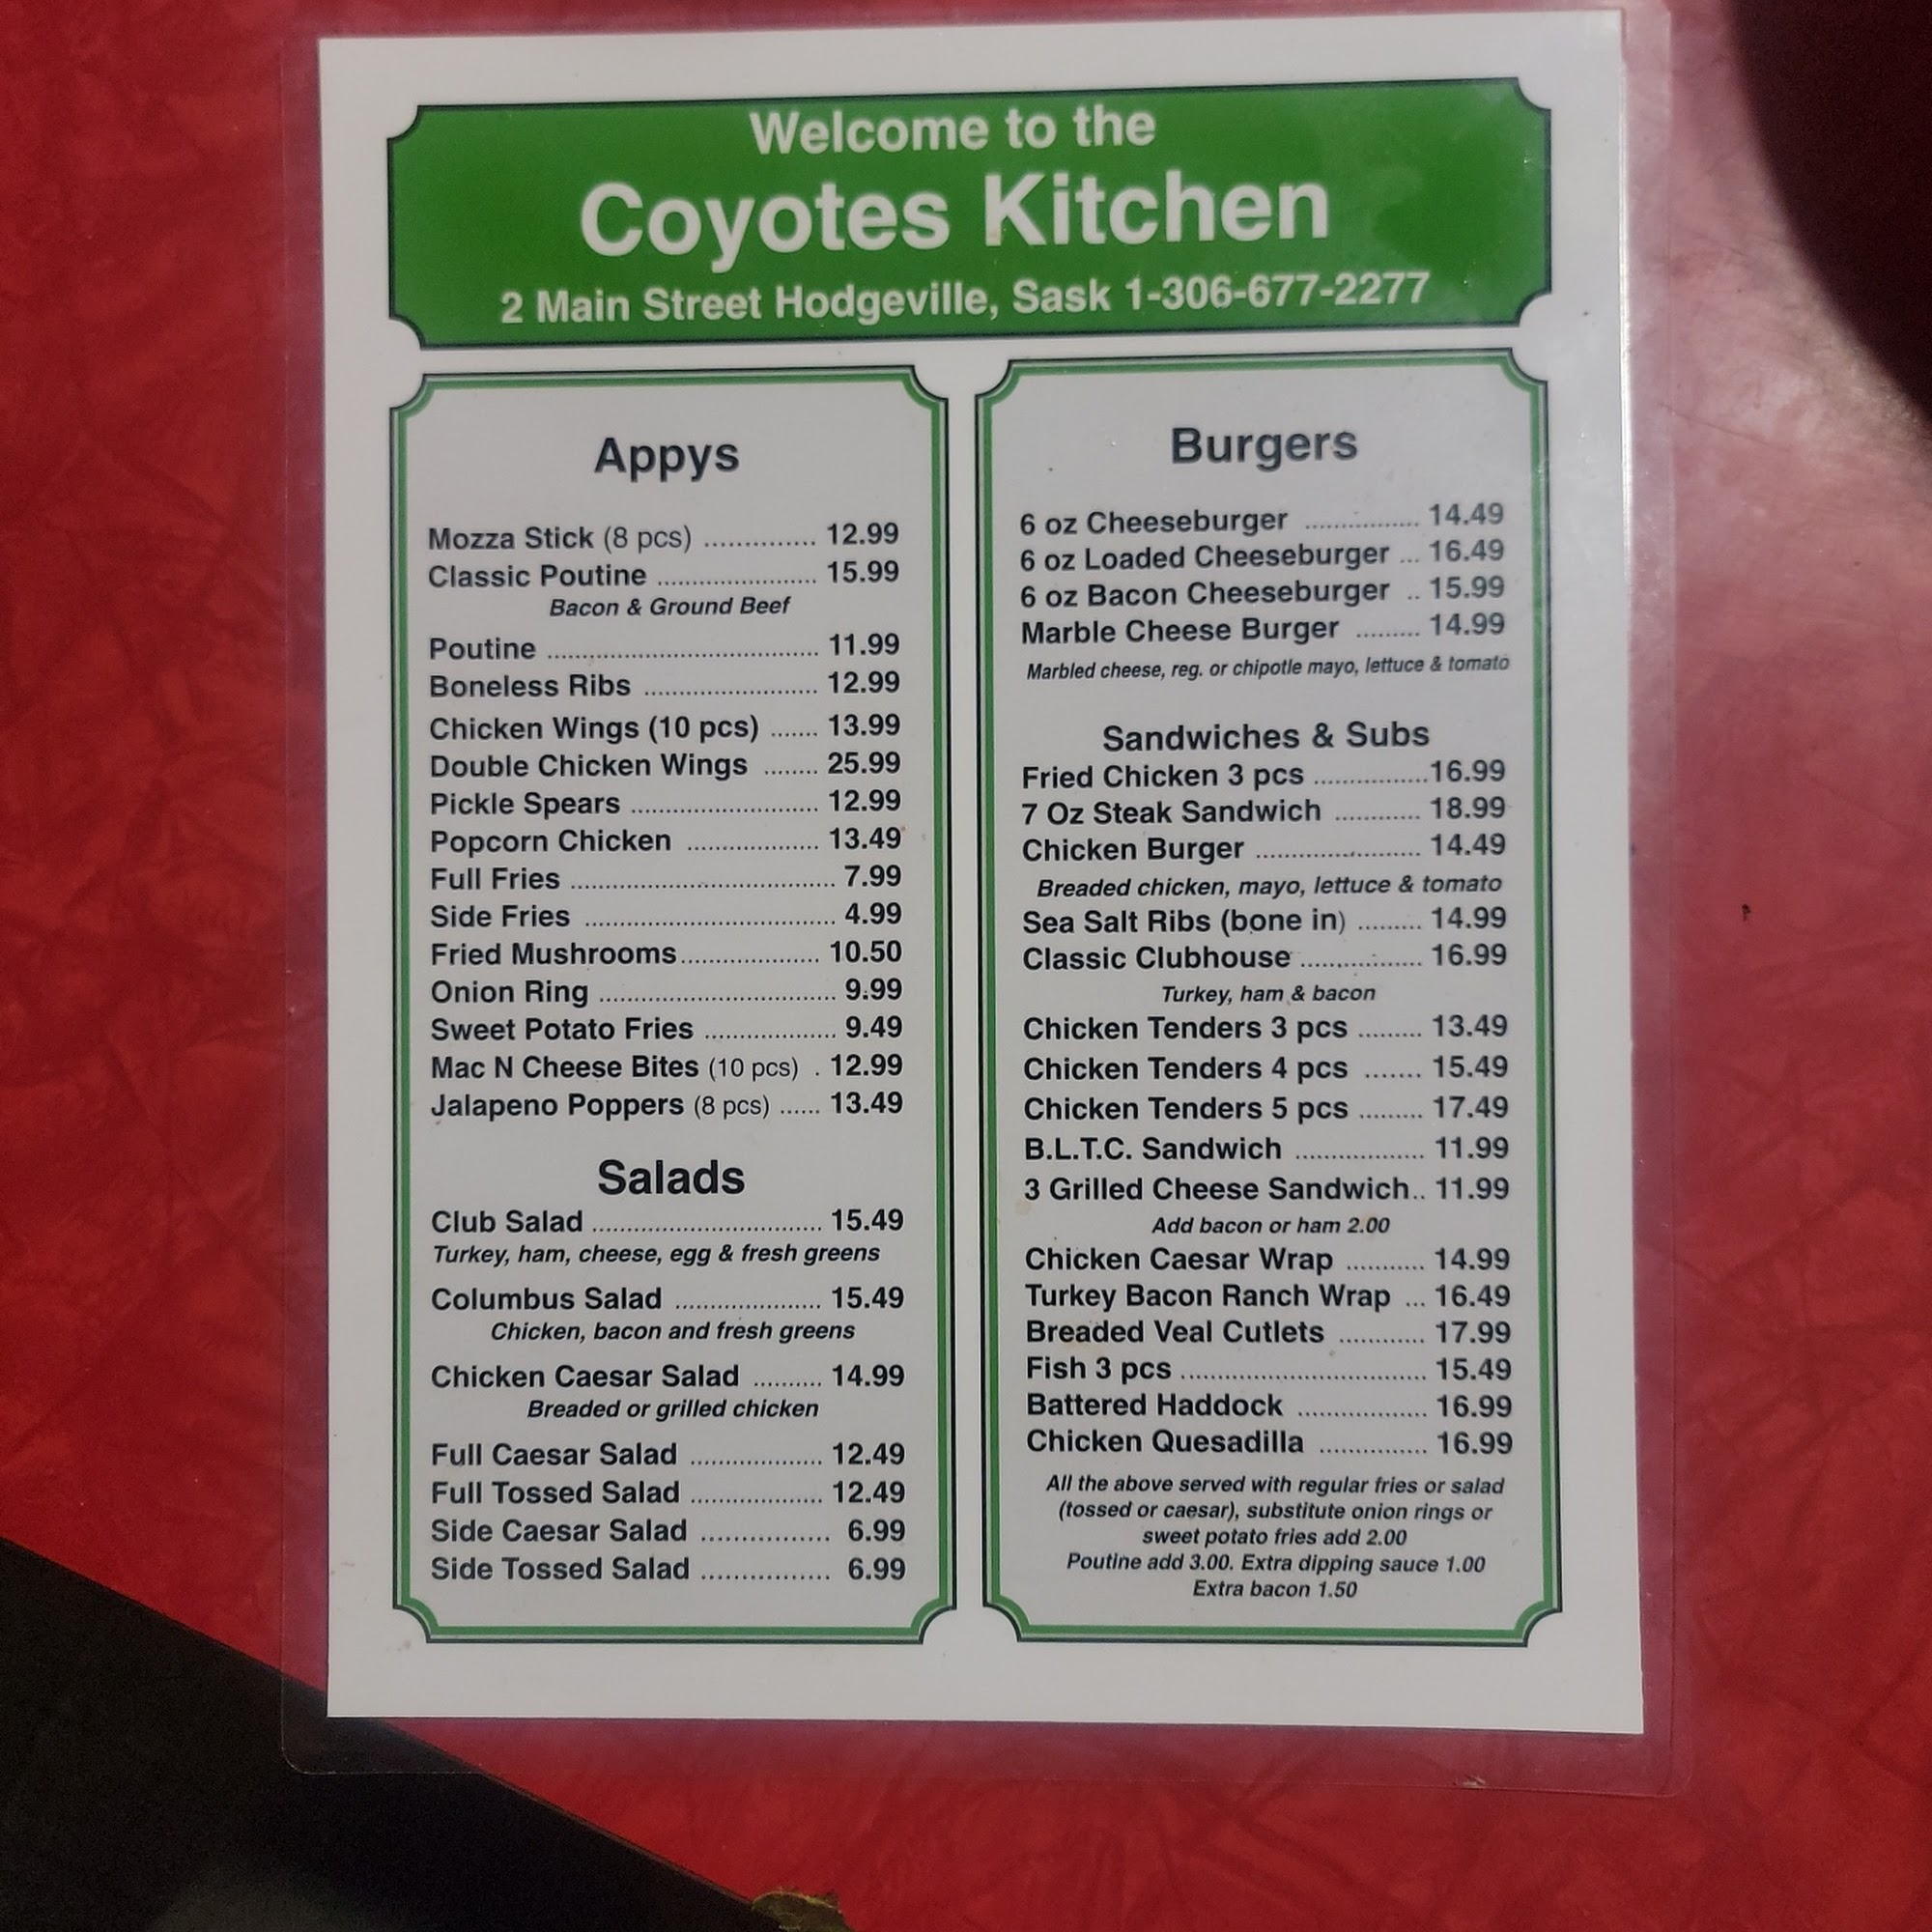 Welcome to the
Coyotes Kitchen
2 Main Street Hodgeville, Sask 1-306-677-2277
Appys
Mozza Stick (8 pcs) .............. 12.99
Classic Poutine ....................... 15.99
Bacon & Ground Beef
Poutine ....................................... 11.99
Boneless Ribs ......................... 12.99
Chicken Wings (10 pcs) ....... 13.99
Double Chicken Wings ........ 25.99
Pickle Spears ........................... 12.99
Popcorn Chicken ................... 13.49
Full Fries ...................................... 7.99
Side Fries .................................... 4.99
Fried Mushrooms.................... 10.50
Onion Ring .................................. 9.99
Sweet Potato Fries ................... 9.49
Mac N Cheese Bites (10 pcs) . 12.99
Jalapeno Poppers (8 pcs) ...... 13.49
Salads
Club Salad ................................. 15.49
Turkey, ham, cheese, egg & fresh greens
Columbus Salad ..................... 15.49
Chicken, bacon and fresh greens
Chicken Caesar Salad .......... 14.99
Breaded or grilled chicken
Full Caesar Salad ................... 12.49
Full Tossed Salad ................... 12.49
Side Caesar Salad ................ 6.99
Side Tossed Salad ................ 6.99
Burgers
6 oz Cheeseburger ................ 14.49
6 oz Loaded Cheeseburger ... 16.49
6 oz Bacon Cheeseburger .. 15.99
Marble Cheese Burger ......... 14.99
Marbled cheese, reg. or chipotle mayo, lettuce & tomato
Sandwiches & Subs
Fried Chicken 3 pcs ................16.99
7 Oz Steak Sandwich ............ 18.99
Chicken Burger ....................... 14.49
Breaded chicken, mayo, lettuce & tomato
Sea Salt Ribs (bone in) ......... 14.99
Classic Clubhouse ................. 16.99
Turkey, ham & bacon
Chicken Tenders 3 pcs ......... 13.49
Chicken Tenders 4 pcs ....... 15.49
Chicken Tenders 5 pcs ......... 17.49
B.L.T.C. Sandwich .................. 11.99
3 Grilled Cheese Sandwich.. 11.99
Add bacon or ham 2.00
Chicken Caesar Wrap ........... 14.99
Turkey Bacon Ranch Wrap ... 16.49
Breaded Veal Cutlets ............ 17.99
Fish 3 pcs .................................. 15.49
Battered Haddock .................. 16.99
Chicken Quesadilla ............... 16.99
All the above served with regular fries or salad
(tossed or caesar), substitute onion rings or
sweet potato fries add 2.00
Poutine add 3.00. Extra dipping sauce 1.00
Extra bacon 1.50